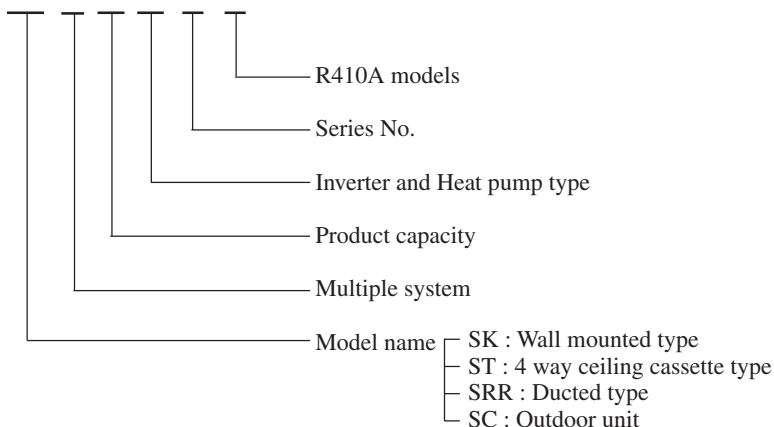 R410A models
Series No.
Inverter and Heat pump type
Product capacity
Multiple system
Model name
SK : Wall mounted type
ST : 4 way ceiling cassette type
SRR : Ducted type
SC : Outdoor unit